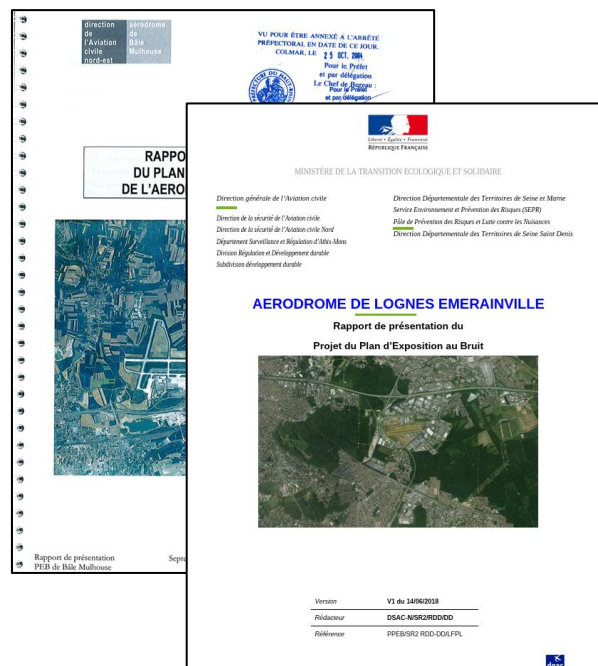 direction
de
l'Aviation
civile
nord-est
aérodrome
de
Bâle
Mulhouse
VU POUR ÊTRE ANNEXÉ A L'ARRÊTÉ
PRÉFECTORAL EN DATE DE CE JOUR.
COLMAR, LE 25 OCT. 2004
Pour le Préfet
et par délégation
Le Chef de Bureau :
Pour le Préfet
et par délégation
RAPPO
DU PLAN
DE L'AERO
Rapport de présentation
PEB de Bâle Mulhouse
Septe
Liberté • Égalité • Fraternité
RÉPUBLIQUE FRANÇAISE
MINISTÈRE DE LA TRANSITION ECOLOGIQUE ET SOLIDAIRE
Direction générale de l'Aviation civile
Direction de la sécurité de l'Aviation civile
Direction de la sécurité de l'Aviation civile Nord
Département Surveillance et Régulation d'Athis-Mons
Division Régulation et Développement durable
Subdivision développement durable
Direction Départementale des Territoires de Seine et Marne
Service Environnement et Prévention des Risques (SEPR)
Pôle de Prévention des Risques et Lutte contre les Nuisances
Direction Départementale des Territoires de Seine Saint Denis
AERODROME DE LOGNES EMERAINVILLE
Rapport de présentation du
Projet du Plan d'Exposition au Bruit
Version V1 du 14/06/2018
Rédacteur DSAC-N/SR2/RDD/DD
Référence PPEB/SR2 RDD-DD/LFPL
dsac